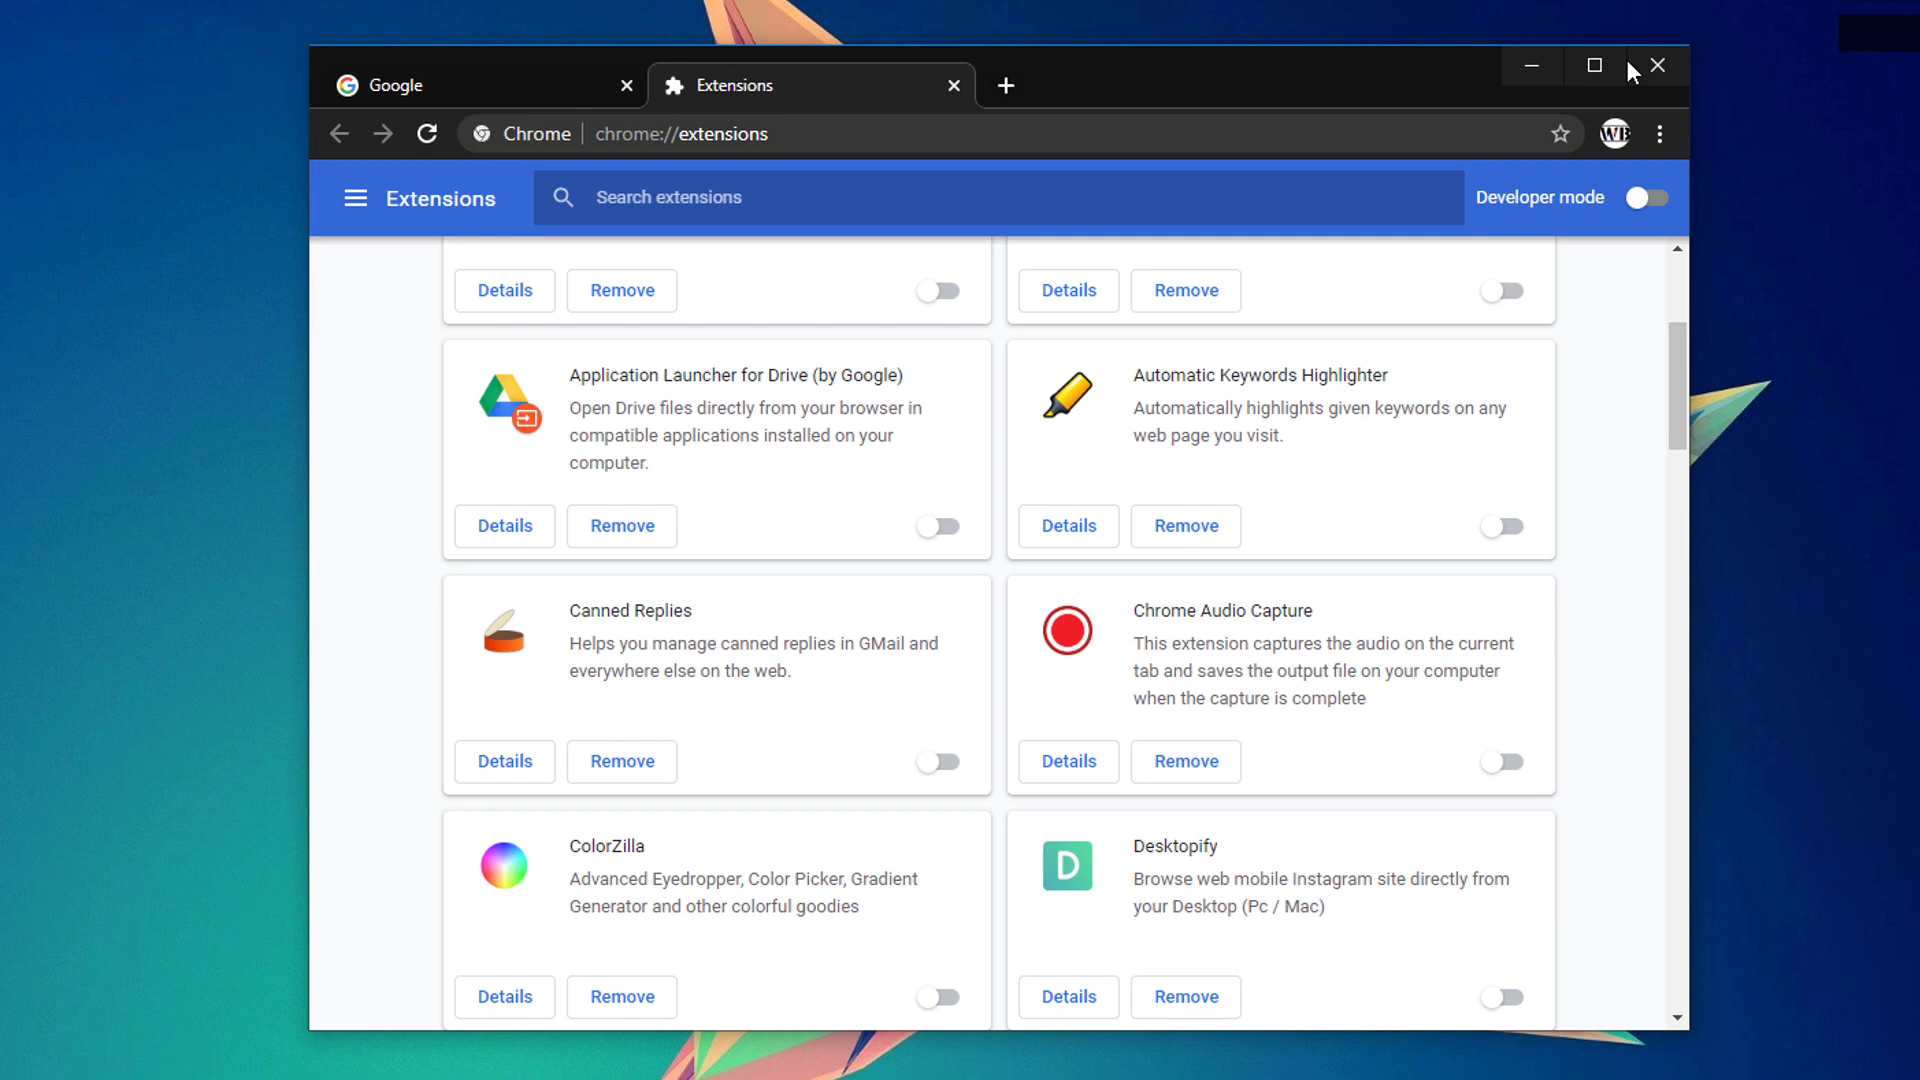 Google
Extensions
Chrome
chrome://extensions
WB
Extensions
Search extensions
Developer mode
Details Remove
Details Remove
Application Launcher for Drive (by Google)
Open Drive files directly from your browser in
compatible applications installed on your
computer.
Details Remove
Automatic Keywords Highlighter
Automatically highlights given keywords on any
web page you visit.
Details Remove
Canned Replies
Helps you manage canned replies in GMail and
everywhere else on the web.
Details Remove
Chrome Audio Capture
This extension captures the audio on the current
tab and saves the output file on your computer
when the capture is complete
Details Remove
ColorZilla
Advanced Eyedropper, Color Picker, Gradient
Generator and other colorful goodies
Details Remove
D
Desktopify
Browse web mobile Instagram site directly from
your Desktop (Pc / Mac)
Details Remove